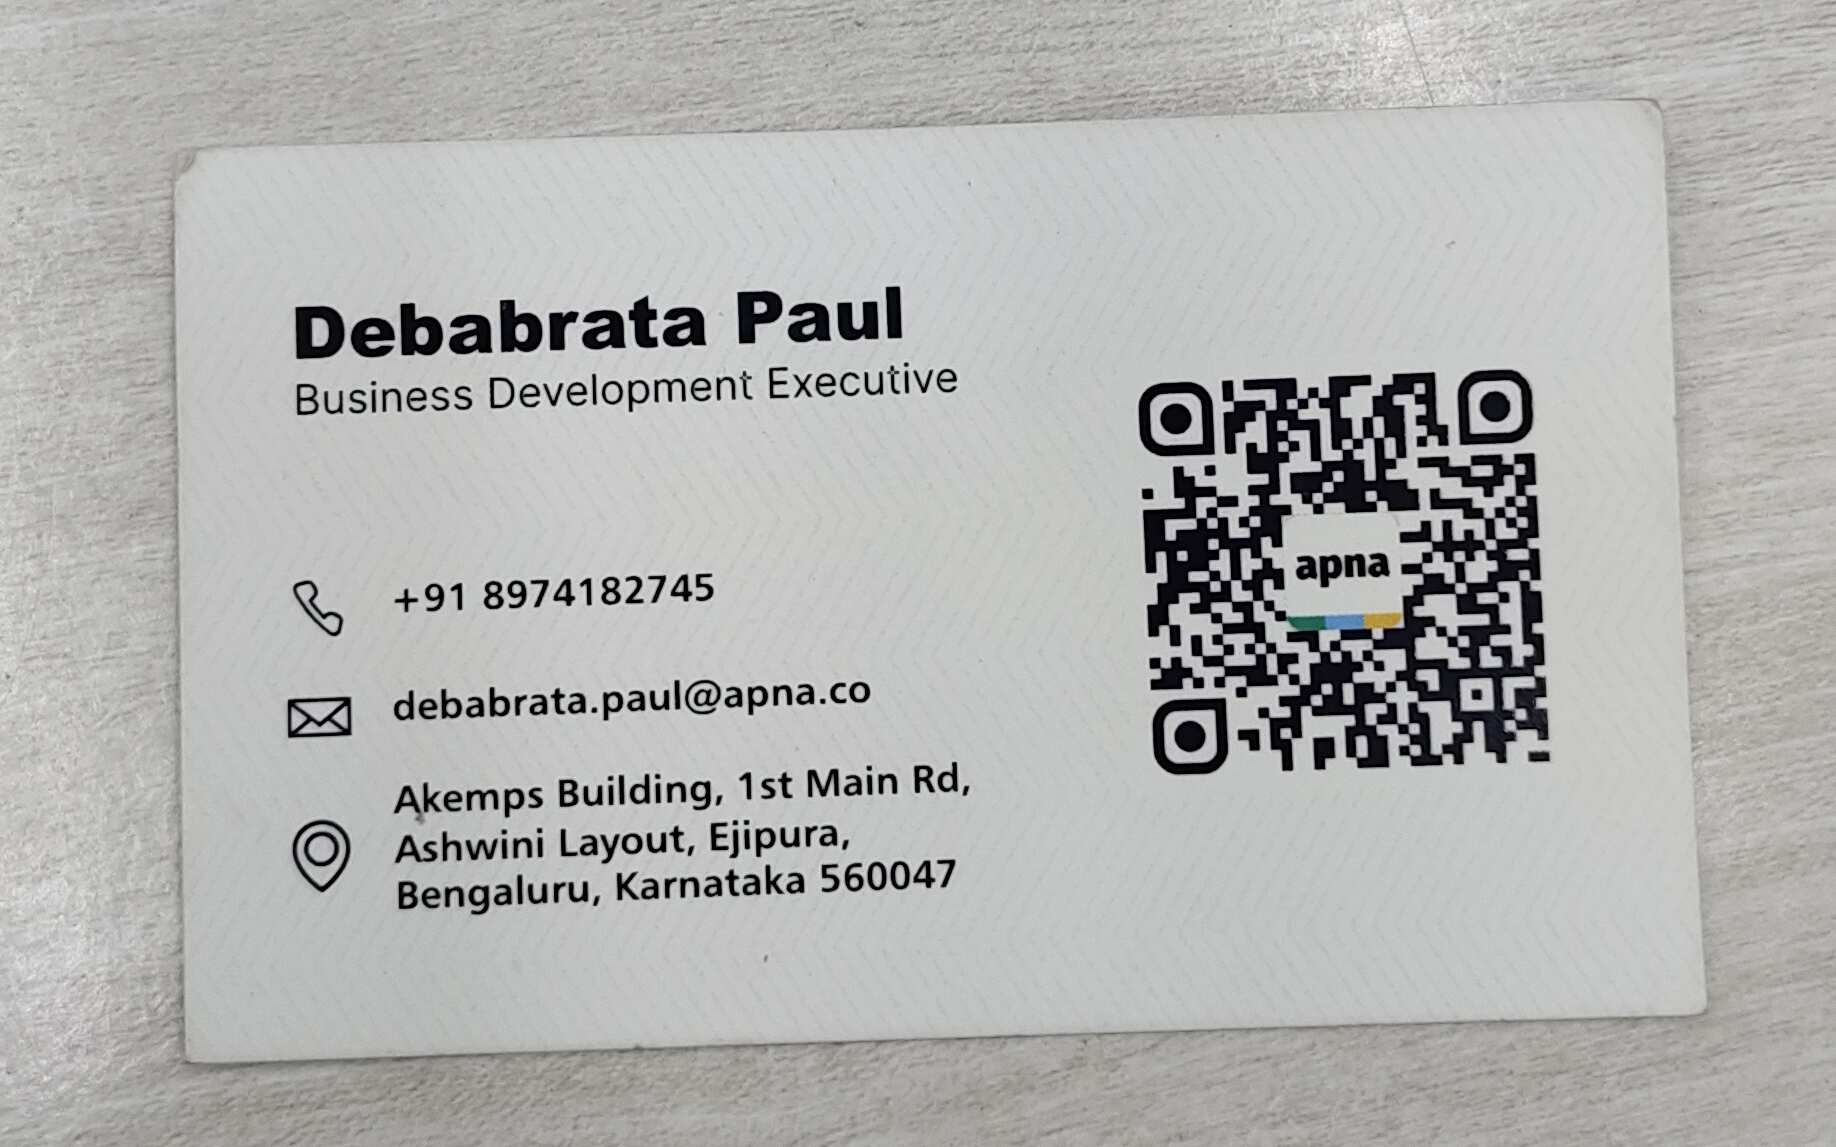 Debabrata Paul
Business Development Executive
+91 8974182745
debabrata.paul@apna.co
Akemps Building, 1st Main Rd,
Ashwini Layout, Ejipura,
Bengaluru, Karnataka 560047
apna